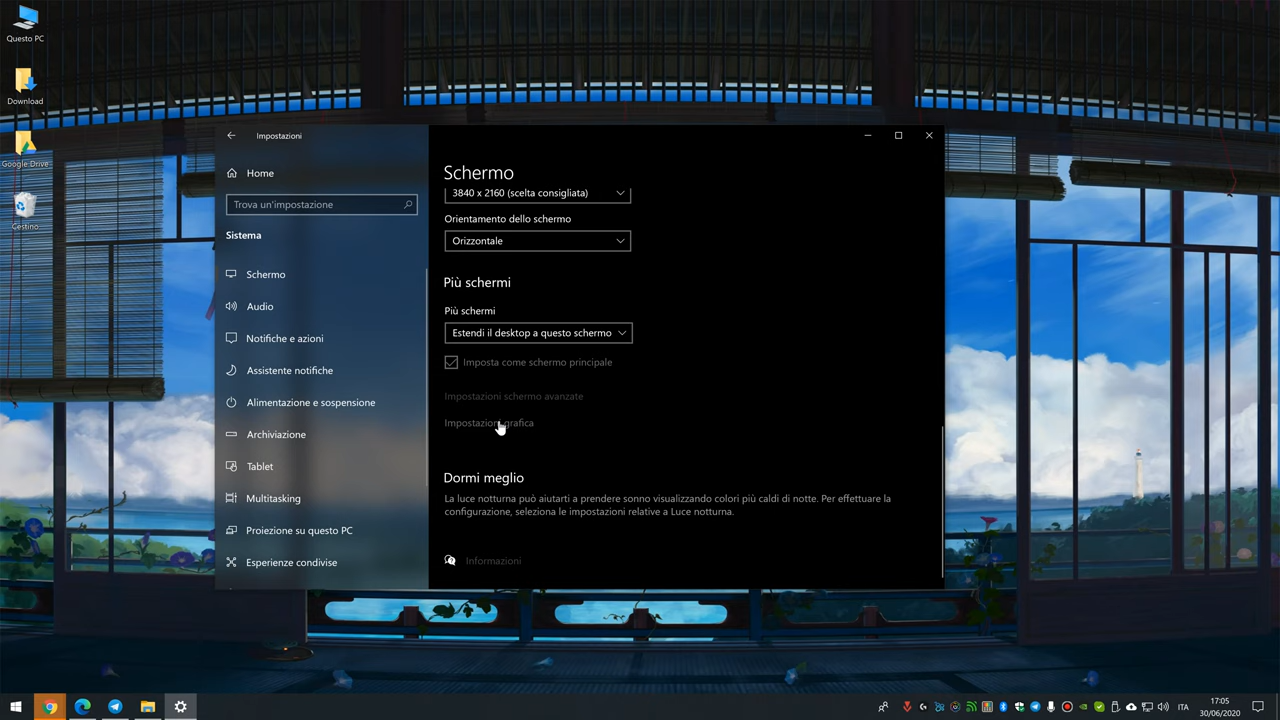 Questo PC
Download
Google Drive
Cestino
Impostazioni
Home
Trova un'impostazione
Sistema
Schermo
Audio
Notifiche e azioni
Assistente notifiche
Alimentazione e sospensione
Archiviazione
Tablet
Multitasking
Proiezione su questo PC
Esperienze condivise
Schermo
3840 x 2160 (scelta consigliata)
Orientamento dello schermo
Orizzontale
Più schermi
Più schermi
Estendi il desktop a questo schermo
Imposta come schermo principale
Impostazioni schermo avanzate
Impostazioni grafica
Dormi meglio
La luce notturna può aiutarti a prendere sonno visualizzando colori più caldi di notte. Per effettuare la
configurazione, seleziona le impostazioni relative a Luce notturna.
Informazioni
ITA
17:05
30/06/2020